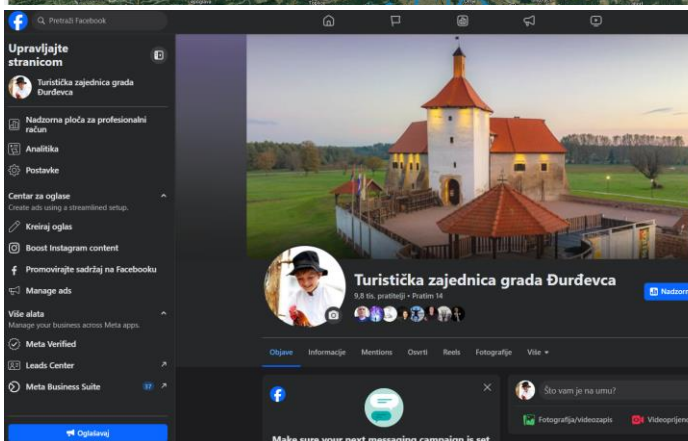 Pretraži Facebook
Upravljajte
stranicom
Turistička zajednica grada
Đurđevca
Nadzorna ploča za profesionalni
račun
Analitika
Postavke
Centar za oglase
Create ads using a streamlined setup.
Kreiraj oglas
Boost Instagram content
Promovirajte sadržaj na Facebooku
Manage ads
Više alata
Manage your business across Meta apps.
Meta Verified
Leads Center
Meta Business Suite
37
Oglašavaj
Turistička zajednica grada Đurđevca
9,8 tis. pratitelji • Pratim 14
Nadzorn
Objave
Informacije
Mentions
Osvrti
Reels
Fotografije
Više
Make sure your next messaging campaign is set
Što vam je na umu?
Fotografija/videozapis
Videoprijeno